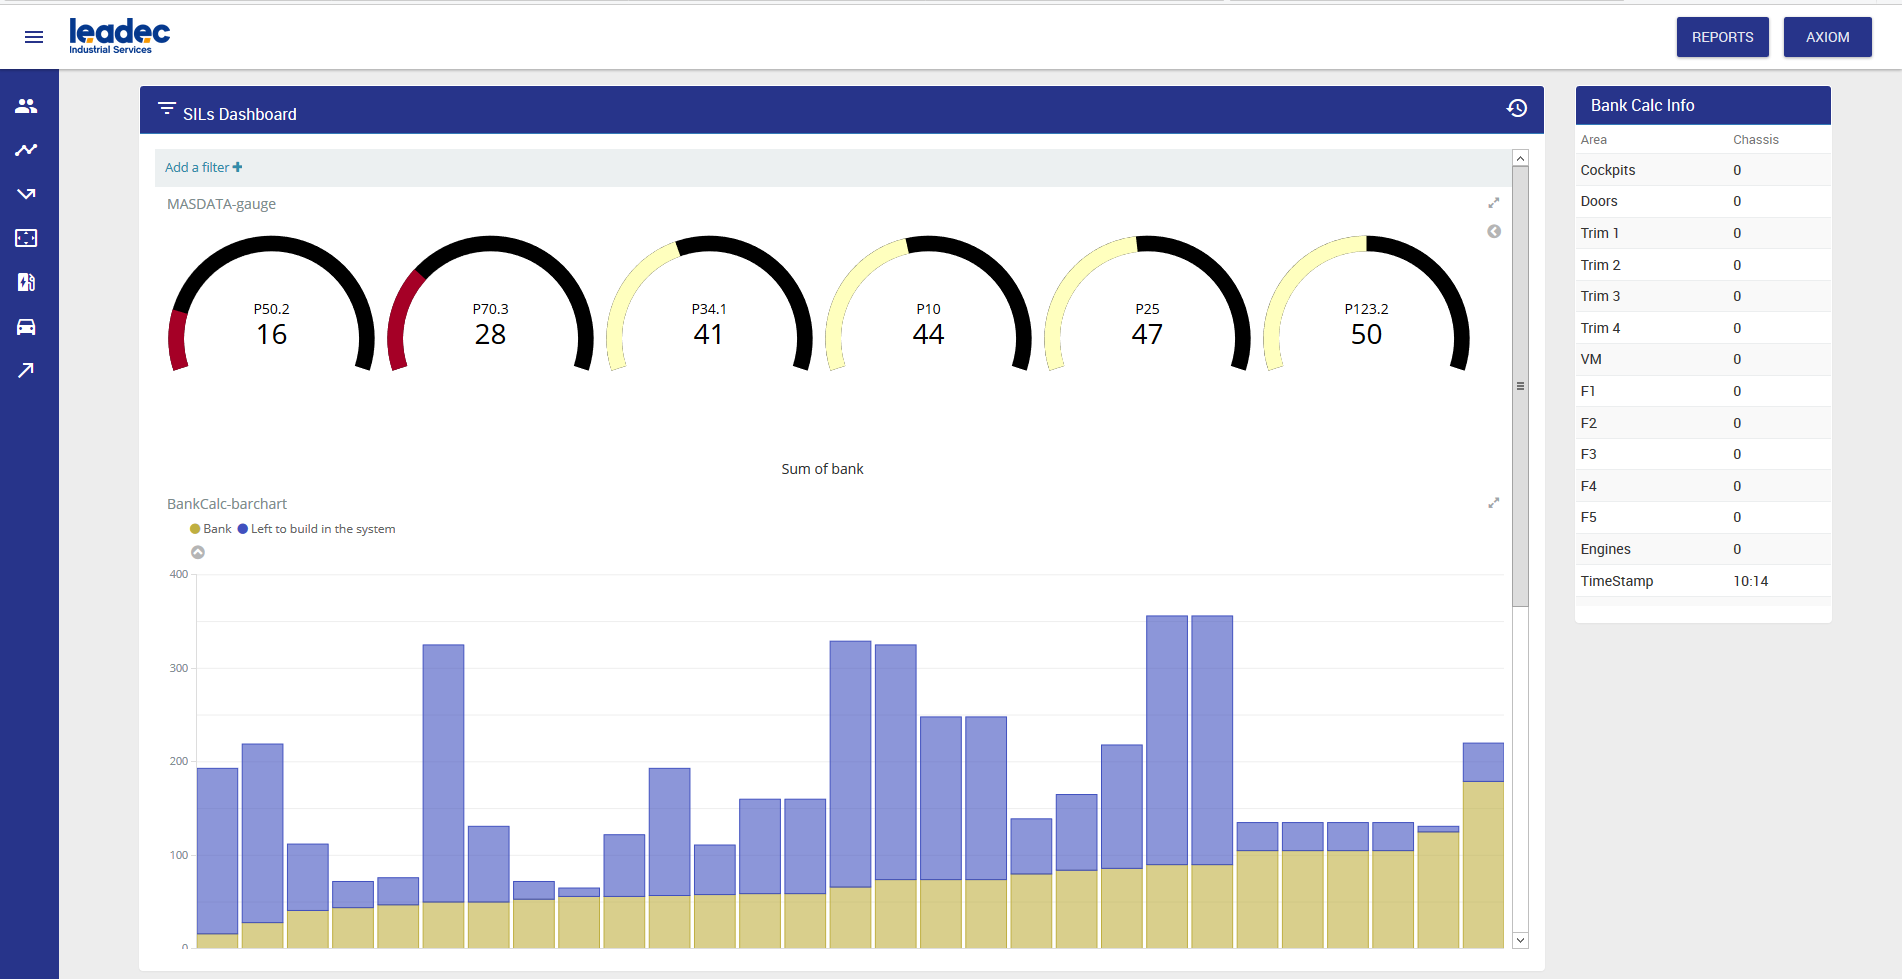 leadec
Industrial Services
REPORTS
AXIOM
SILs Dashboard
Add a filter
MASDATA-gauge
P50.2
16
P70.3
28
P34.1
41
P10
44
P25
47
P123.2
50
Sum of bank
BankCalc-barchart
Bank Left to build in the system
400
300
200
100
0
Bank Calc Info
Area Chassis
Cockpits 0
Doors 0
Trim 1 0
Trim 2 0
Trim 3 0
Trim 4 0
VM 0
F1 0
F2 0
F3 0
F4 0
F5 0
Engines 0
TimeStamp 10:14